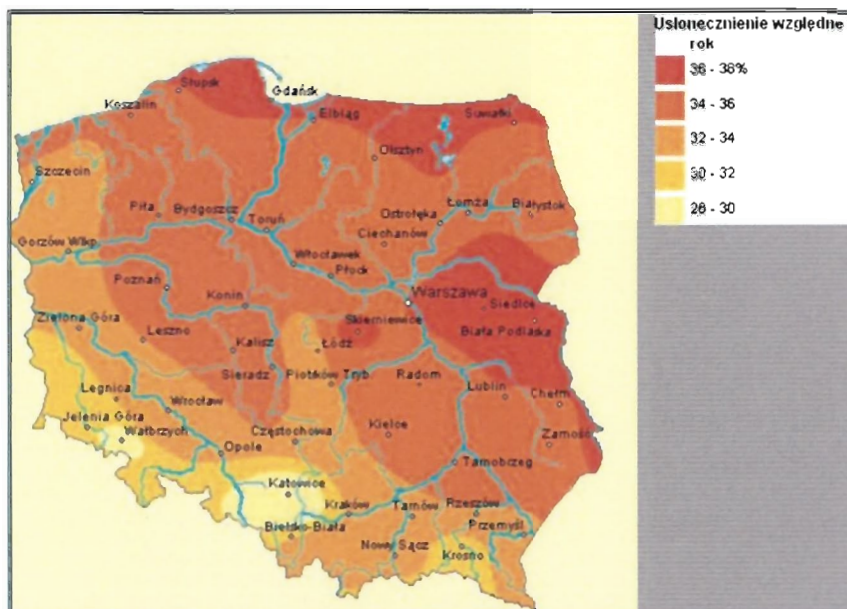 Usłonecznienie względne
rok
36 - 38%
34 - 36
32 - 34
30 - 32
28 - 30
Słupsk
Gdańsk
Koszalin
Elbląg
Suwałki
Olsztyn
Szczecin
Piła
Bydgoszcz
Toruń
Ostrołęka
Łomża
Białystok
Ciechanów
Gorzów Wlkp.
Włocławek
Płock
Poznań
Konin
Warszawa
Siedlce
Zielona Góra
Leszno
Kalisz
Skierniewice
Biała Podlaska
Łódź
Sieradz
Piotrków Tryb.
Radom
Lublin
Chełm
Legnica
Wrocław
Jelenia Góra
Wałbrzych
Opole
Częstochowa
Kielce
Zamość
Tarnobrzeg
Katowice
Kraków
Tarnów
Rzeszów
Przemyśl
Bielsko-Biała
Nowy Sącz
Krosno